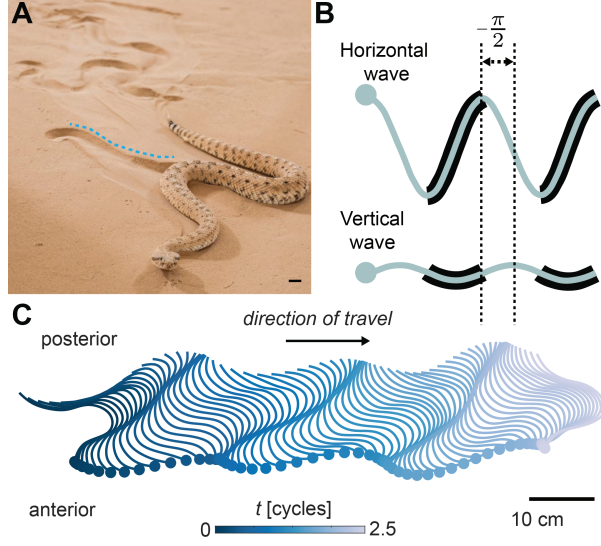 A
B
−π/2
Horizontal
wave
Vertical
wave
C
posterior
direction of travel
anterior
t [cycles]
0
2.5
10 cm